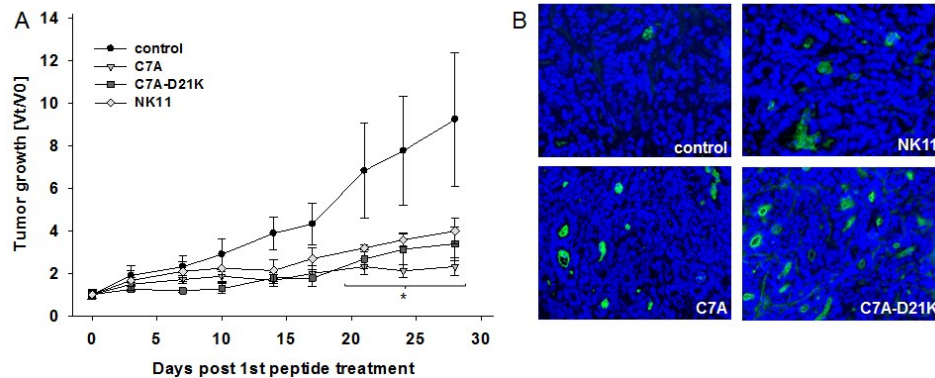 A
Tumor growth [Vt/V0]
14
12
10
8
6
4
2
0
control
C7A
C7A-D21K
NK11
*
0 5 10 15 20 25 30
Days post 1st peptide treatment
B
control
NK11
C7A
C7A-D21K